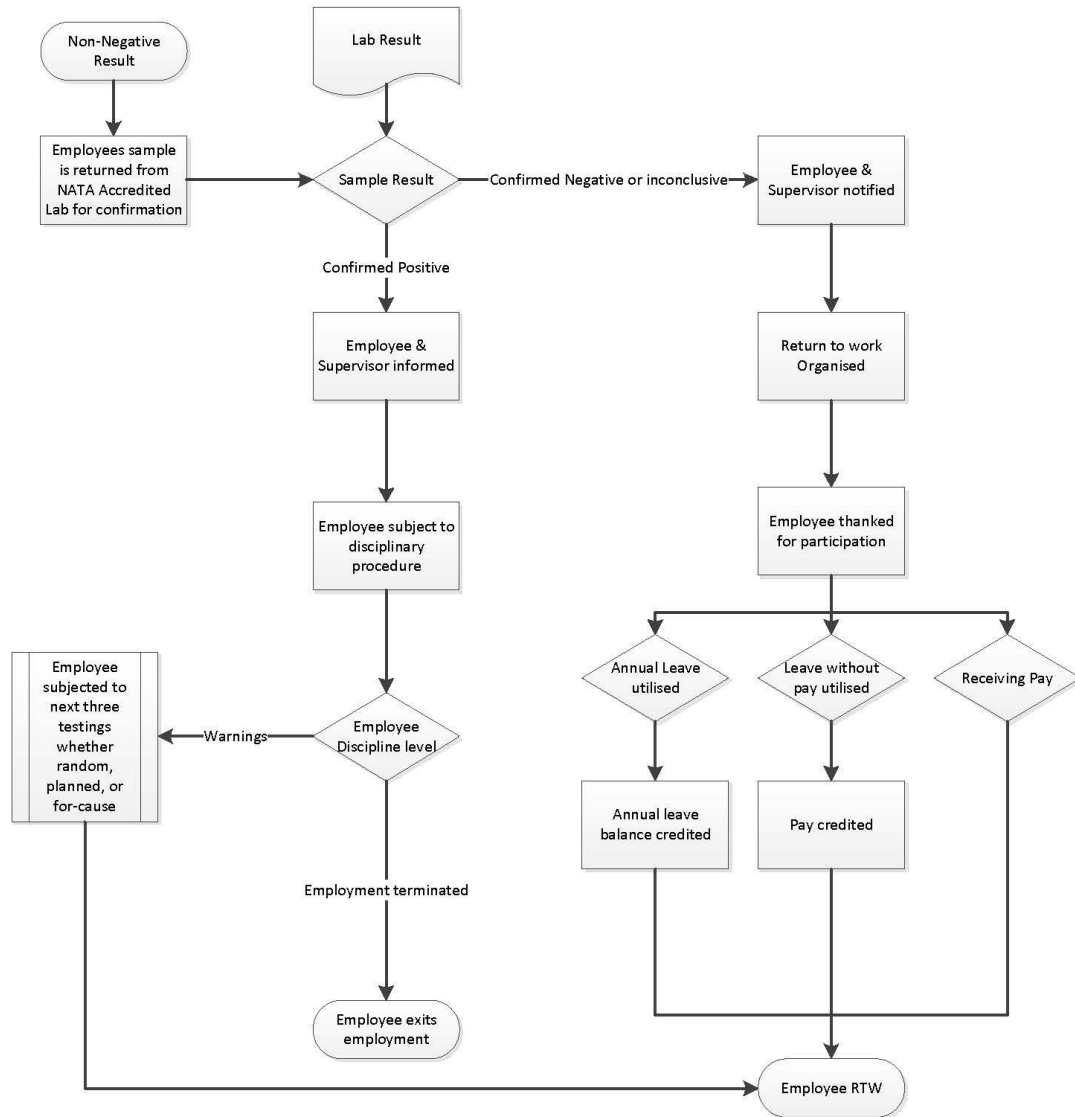 Non-Negative
Result
Lab Result
Employees sample
is returned from
NATA Accredited
Lab for confirmation
Sample Result
Confirmed Negative or inconclusive
Employee &
Supervisor notified
Confirmed Positive
Employee &
Supervisor informed
Return to work
Organised
Employee subject to
disciplinary
procedure
Employee thanked
for participation
Employee
subjected to
next three
testings
whether
random,
planned, or
for-cause
Warnings
Employee
Discipline level
Annual Leave
utilised
Leave without
pay utilised
Receiving Pay
Annual leave
balance credited
Pay credited
Employment terminated
Employee exits
employment
Employee RTW